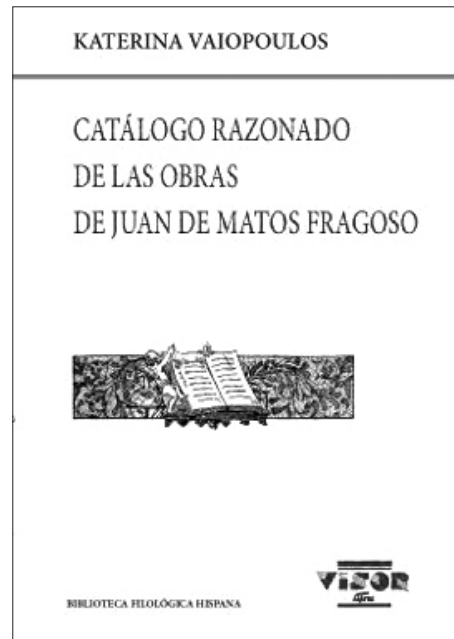 KATERINA VAIOPOULOS
CATÁLOGO RAZONADO
DE LAS OBRAS
DE JUAN DE MATOS FRAGOSO
VISOR
BIBLIOTECA FILOLÓGICA HISPANA